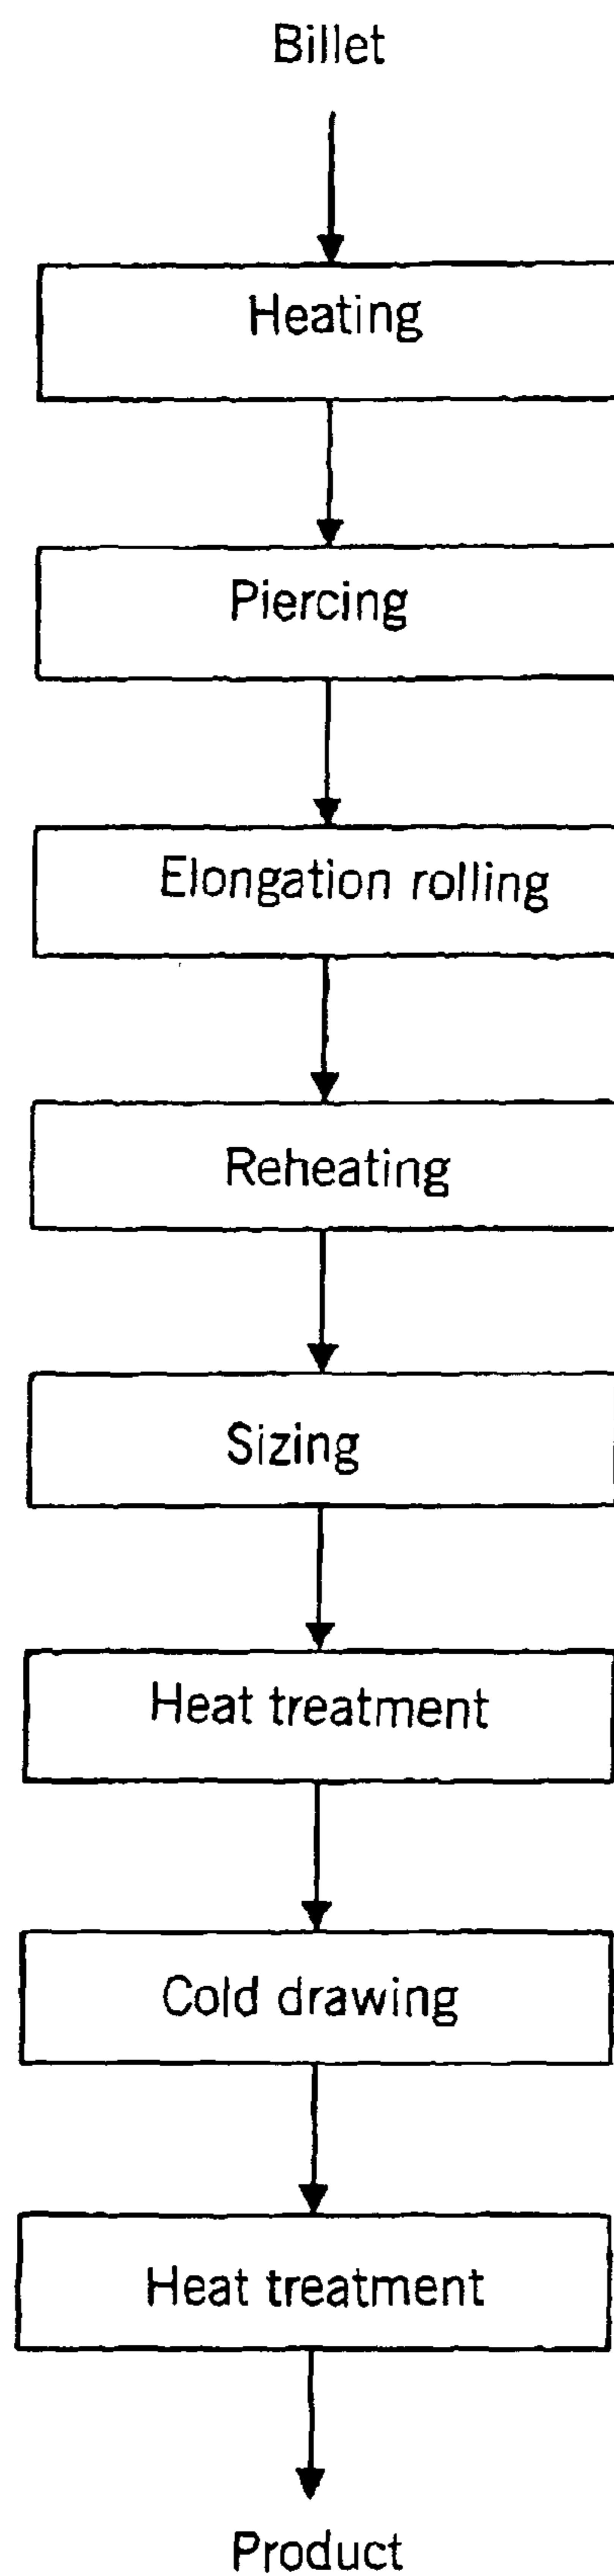 Billet
Heating
Piercing
Elongation rolling
Reheating
Sizing
Heat treatment
Cold drawing
Heat treatment
Product